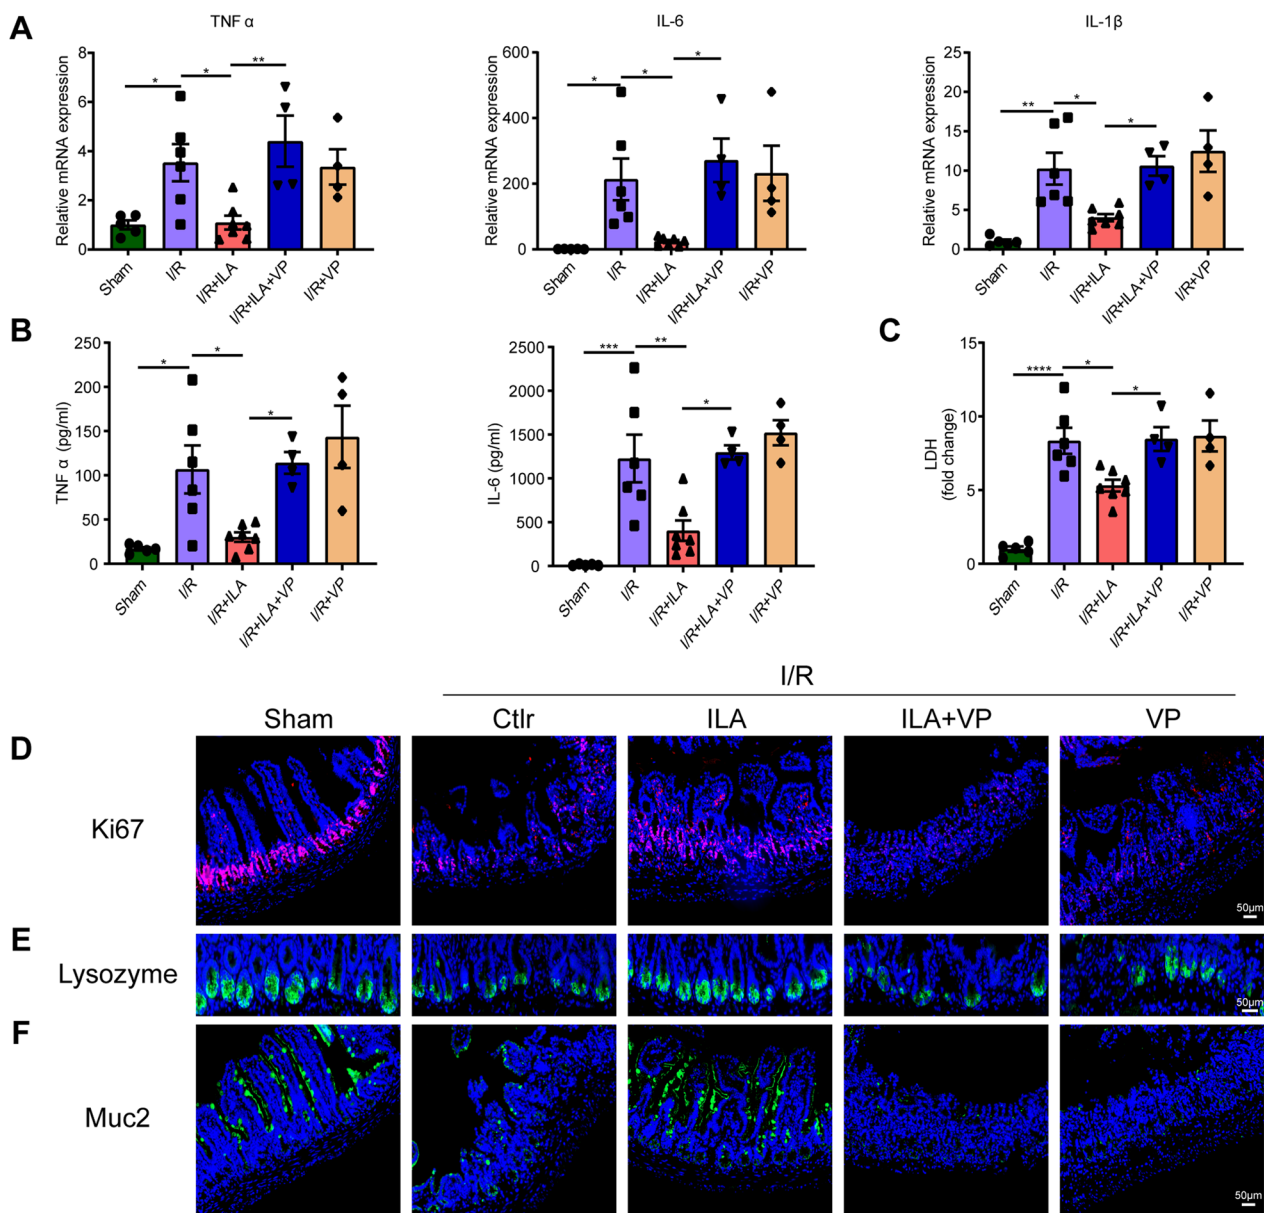 A
TNF α
Relative mRNA expression
8
6
4
2
0
*
*
**
Sham
I/R
I/R+ILA
I/R+ILA+VP
I/R+VP
IL-6
Relative mRNA expression
600
400
200
0
*
*
*
Sham
I/R
I/R+ILA
I/R+ILA+VP
I/R+VP
IL-1β
Relative mRNA expression
25
20
15
10
5
0
**
*
*
Sham
I/R
I/R+ILA
I/R+ILA+VP
I/R+VP
B
TNF α (pg/ml)
250
200
150
100
50
0
*
*
*
Sham
I/R
I/R+ILA
I/R+ILA+VP
I/R+VP
IL-6 (pg/ml)
2500
2000
1500
1000
500
0
***
**
*
Sham
I/R
I/R+ILA
I/R+ILA+VP
I/R+VP
C
LDH
(fold change)
15
10
5
0
****
*
*
Sham
I/R
I/R+ILA
I/R+ILA+VP
I/R+VP
I/R
Sham Ctlr ILA ILA+VP VP
D
Ki67
50μm
E
Lysozyme
50μm
F
Muc2
50μm